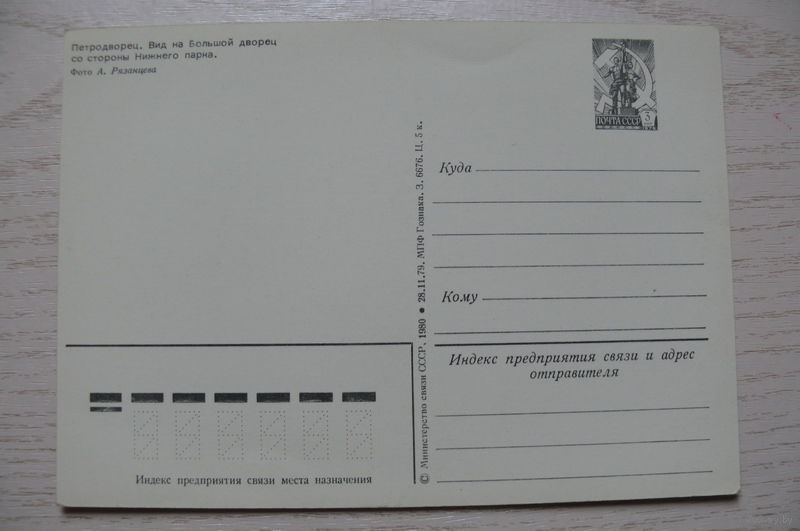 Петродворец. Вид на Большой дворец
со стороны Нижнего парка.
Фото А. Рязанцева
ПОЧТА СССР
3
Куда
Кому
© Министерство связи СССР, 1980 • 28.11.79. МПФ Гознака. З. 6676. Ц. 5 к.
Индекс предприятия связи и адрес
отправителя
Индекс предприятия связи места назначения